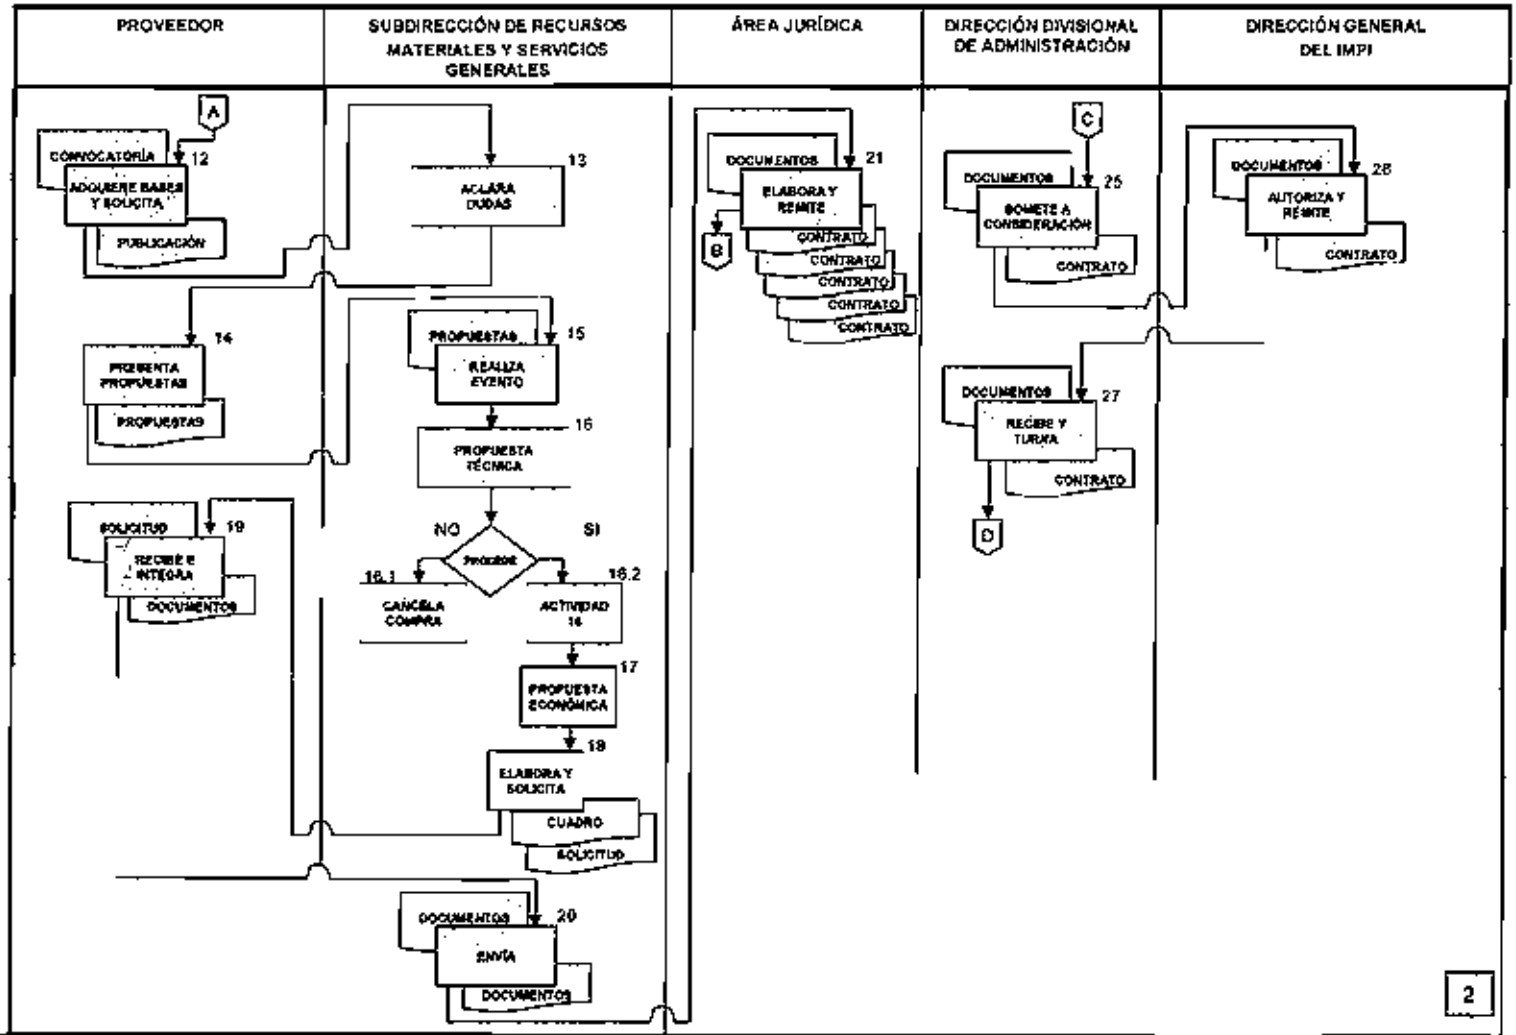 PROVEEDOR
SUBDIRECCIÓN DE RECURSOS
MATERIALES Y SERVICIOS
GENERALES
ÁREA JURÍDICA
DIRECCIÓN DIVISIONAL
DE ADMINISTRACIÓN
DIRECCIÓN GENERAL
DEL IMPI
A
CONVOCATORÍA
12
ADQUIERE BASES
Y SOLICITA
PUBLICACIÓN
13
ACLARA
DUDAS
14
PRESENTA
PROPUESTAS
PROPUESTAS
PROPUESTAS
15
REALIZA
EVENTO
16
PROPUESTA
TÉCNICA
NO
SI
PROCEDE
16.1
CANCELA
COMPRA
16.2
ACTIVIDAD
17
PROPUESTA
ECONÓMICA
18
ELABORA Y
SOLICITA
CUADRO
SOLICITUD
SOLICITUD
19
RECIBE E
INTEGRA
DOCUMENTOS
DOCUMENTOS
20
ENVÍA
DOCUMENTOS
DOCUMENTOS
21
ELABORA Y
REMITE
B
CONTRATO
CONTRATO
CONTRATO
CONTRATO
CONTRATO
C
DOCUMENTOS
25
SOMETE A
CONSIDERACIÓN
CONTRATO
DOCUMENTOS
26
AUTORIZA Y
REMITE
CONTRATO
DOCUMENTOS
27
RECIBE Y
TURNA
CONTRATO
D
2